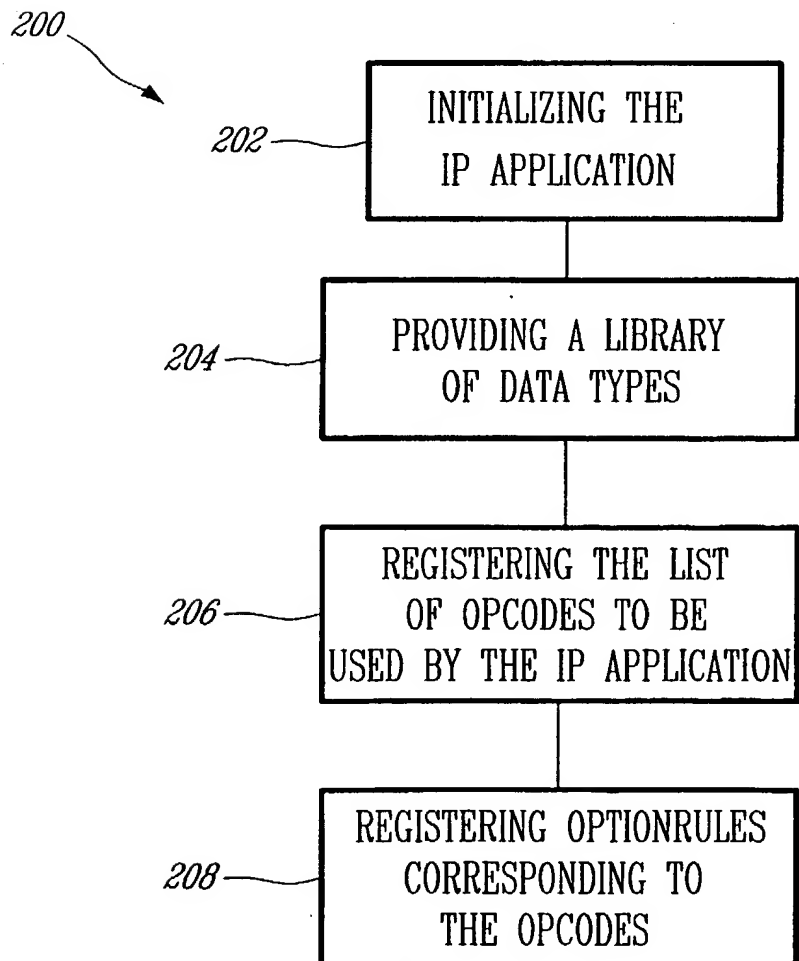 200
202
INITIALIZING THE
IP APPLICATION
204
PROVIDING A LIBRARY
OF DATA TYPES
206
REGISTERING THE LIST
OF OPCODES TO BE
USED BY THE IP APPLICATION
208
REGISTERING OPTIONRULES
CORRESPONDING TO
THE OPCODES